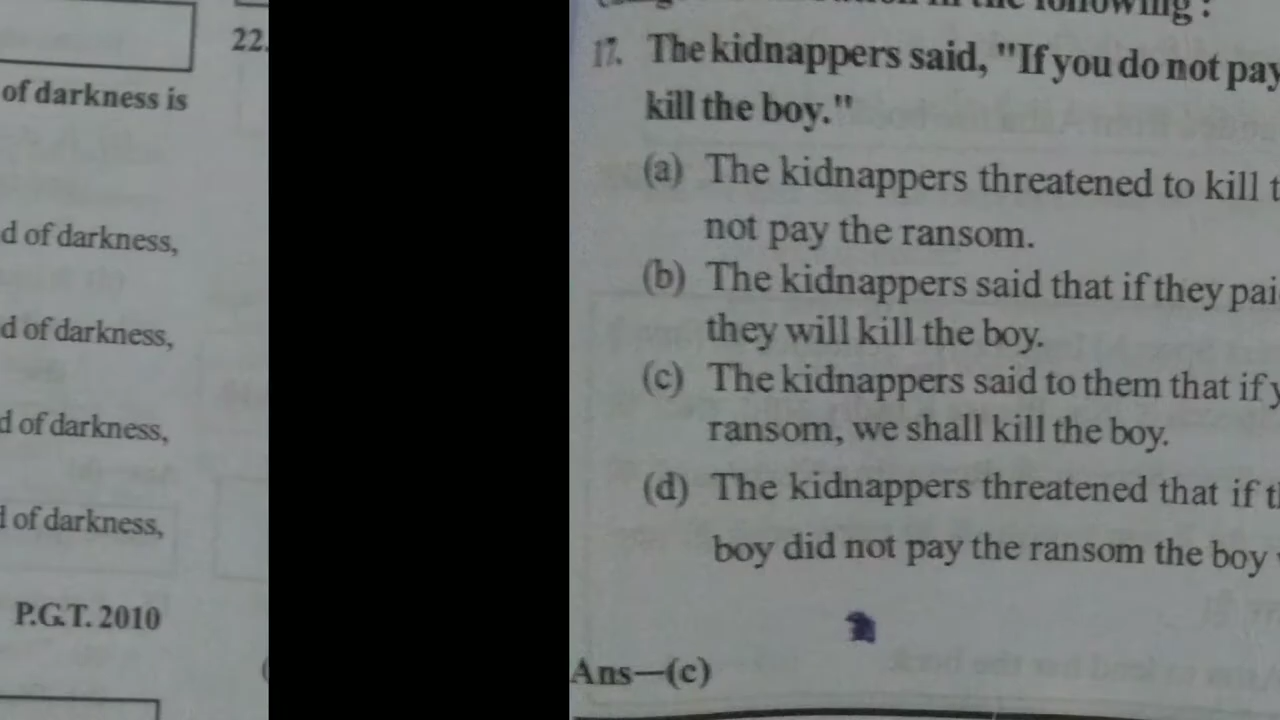 22.
of darkness is
d of darkness,
d of darkness,
d of darkness,
d of darkness,
P.G.T. 2010
in the following :
17. The kidnappers said, "If you do not pay
kill the boy."
(a) The kidnappers threatened to kill
not pay the ransom.
(b) The kidnappers said that if they
they will kill the boy.
(c) The kidnappers said to them that if
ransom, we shall kill the boy.
(d) The kidnappers threatened that if
boy did not pay the ransom the boy
Ans—(c)